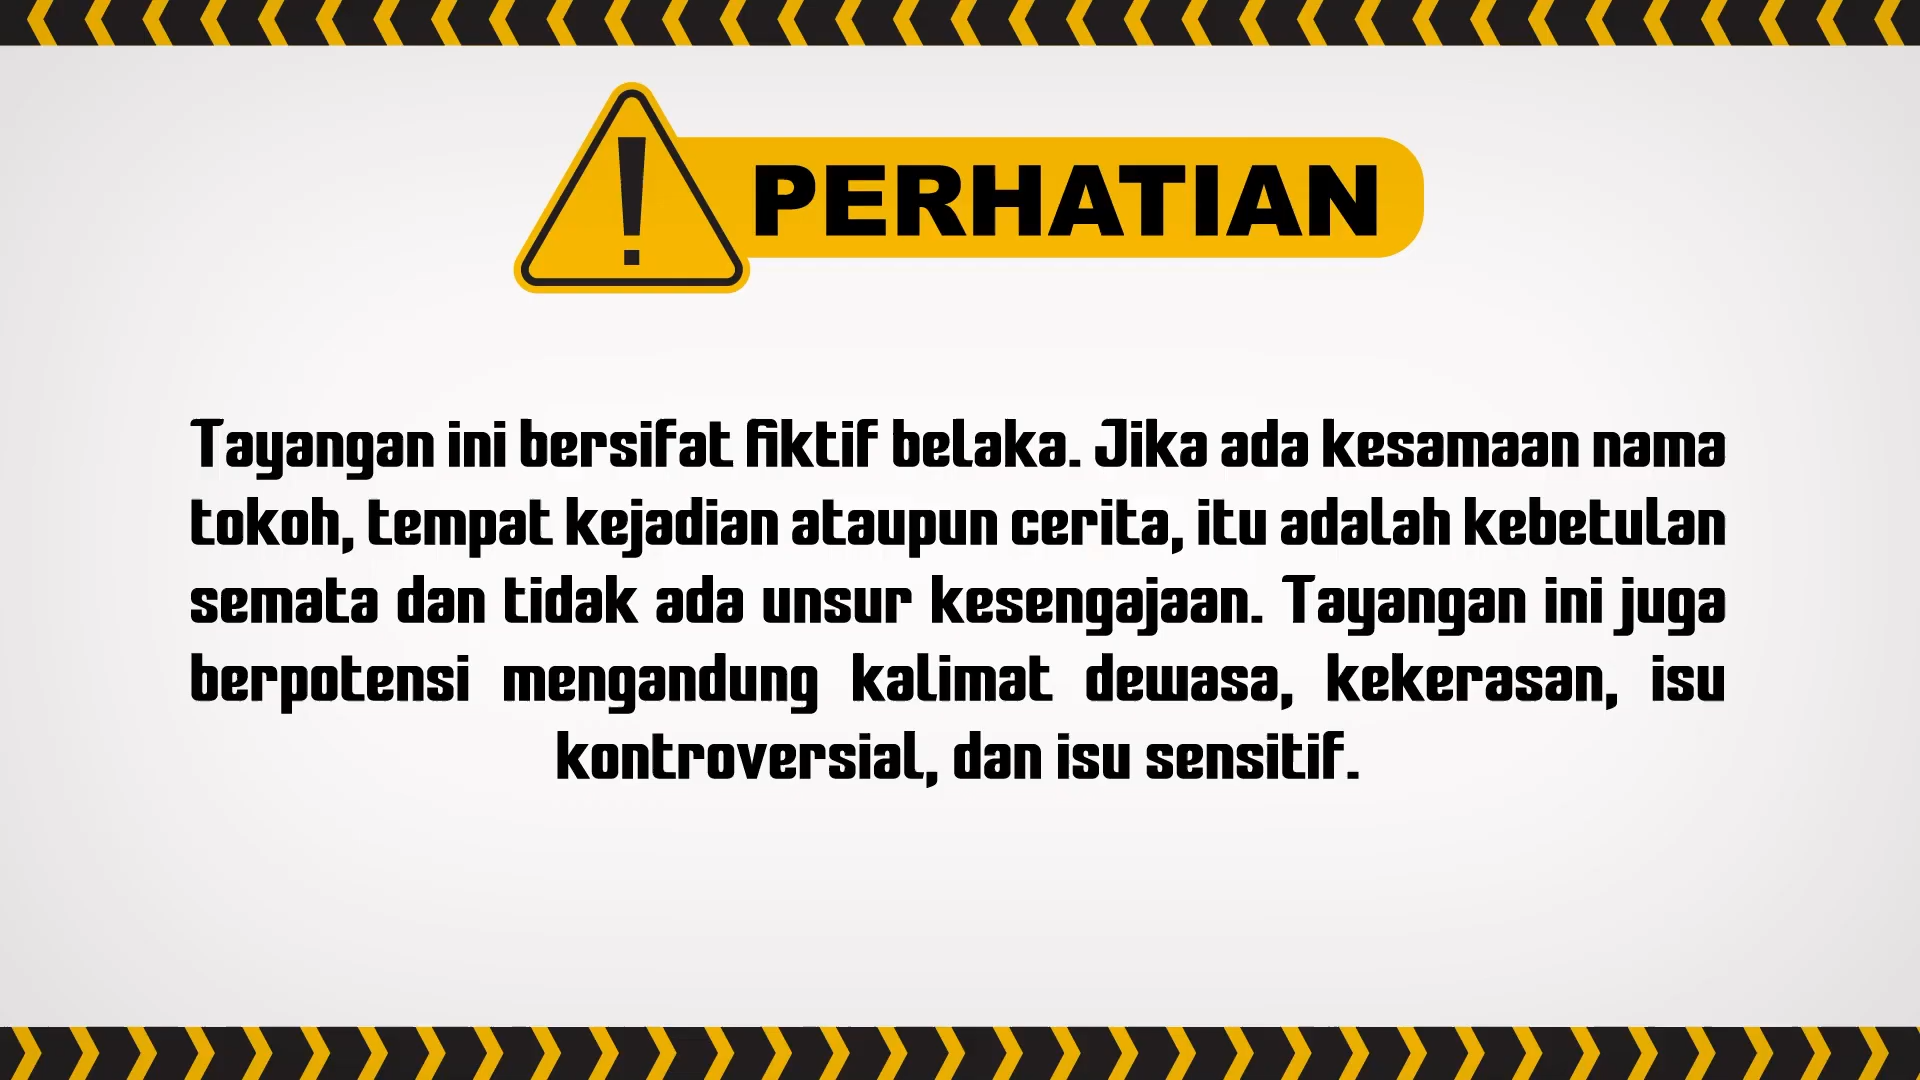 PERHATIAN
Tayangan ini bersifat fiktif belaka. Jika ada kesamaan nama
tokoh, tempat kejadian ataupun cerita, itu adalah kebetulan
semata dan tidak ada unsur kesengajaan. Tayangan ini juga
berpotensi mengandung kalimat dewasa, kekerasan, isu
kontroversial, dan isu sensitif.